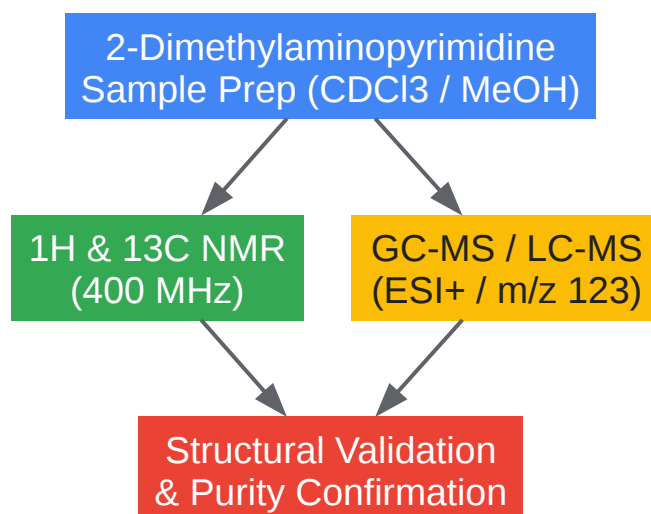 2-Dimethylaminopyrimidine
Sample Prep (CDCl3 / MeOH)
1H & 13C NMR
(400 MHz)
GC-MS / LC-MS
(ESI+ / m/z 123)
Structural Validation
& Purity Confirmation